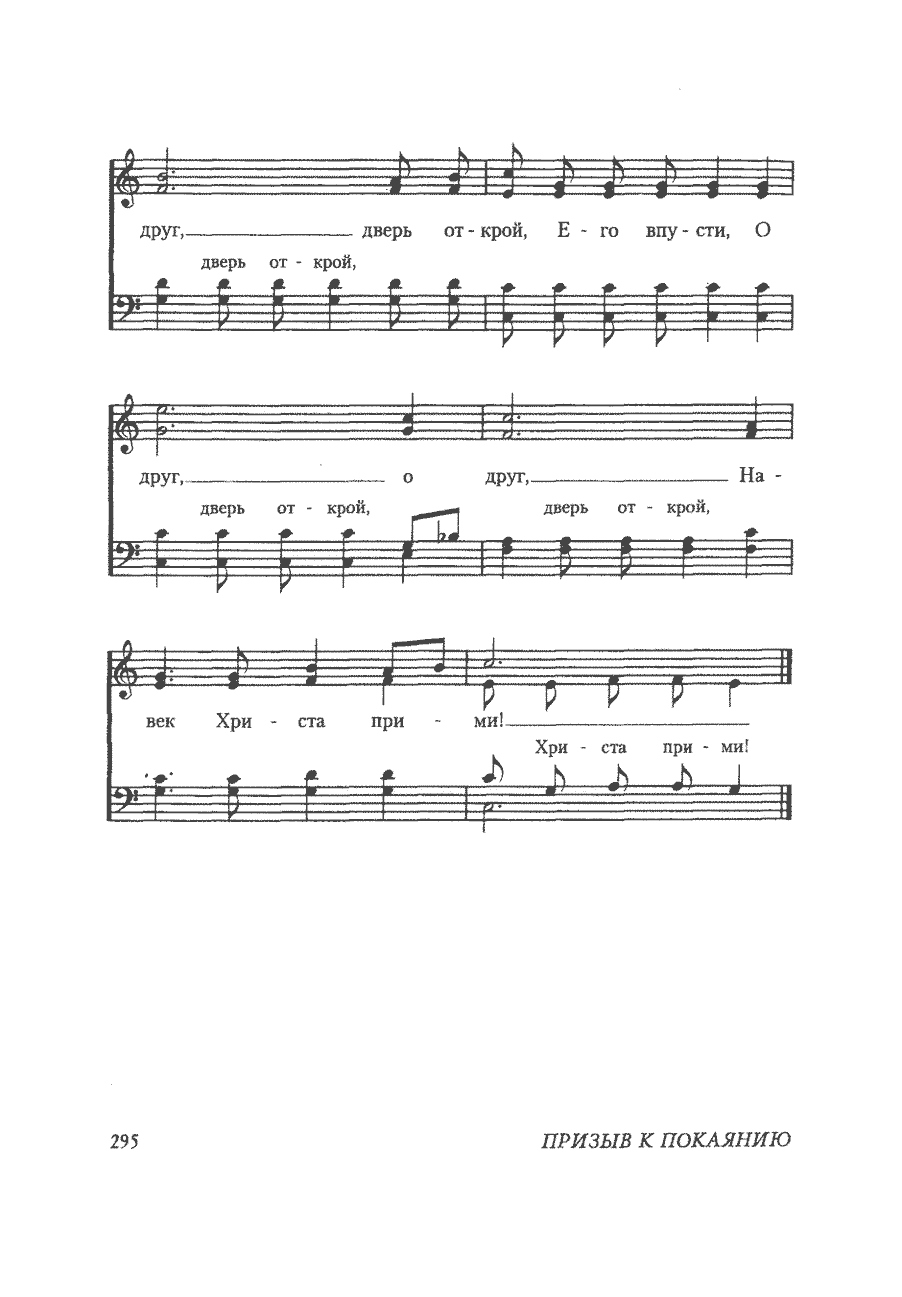 друг, дверь от - крой, Е - го впу - сти, О
дверь от - крой,
друг, о друг, На -
дверь от - крой, дверь от - крой,
век Хри - ста при - ми!
Хри - ста при - ми!
295 ПРИЗЫВ К ПОКАЯНИЮ